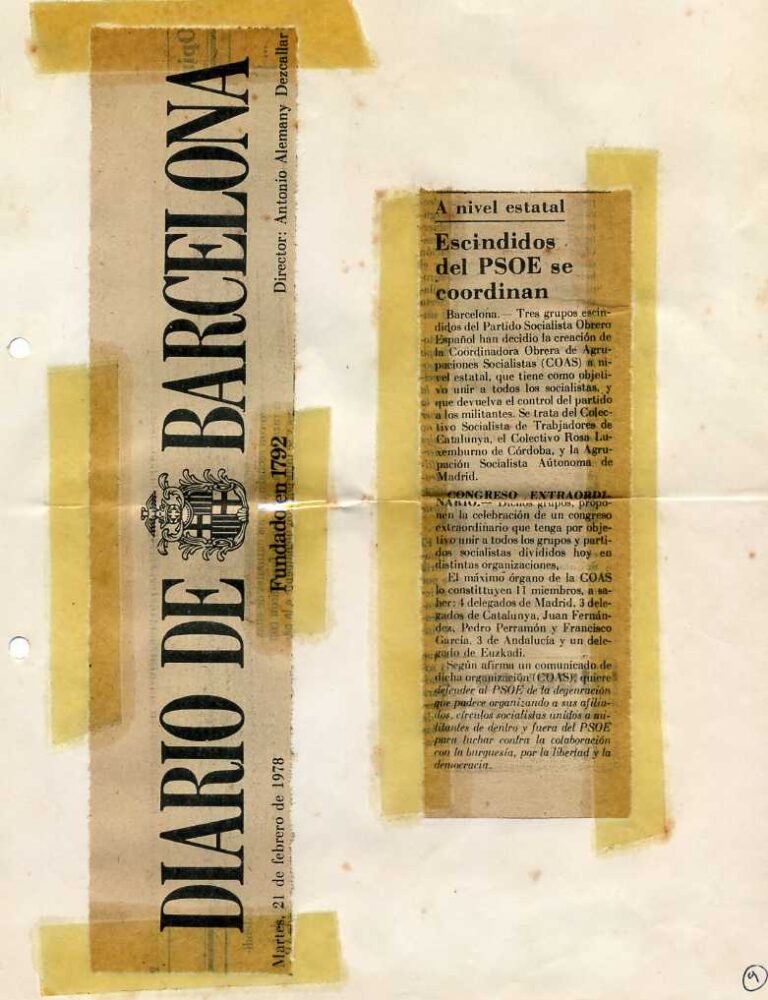 DIARIO DE BARCELONA
Martes, 21 de febrero de 1978
Fundado en 1792
Director: Antonio Alemany Dezcallar
A nivel estatal
Escindidos
del PSOE se
coordinan
Barcelona. — Tres grupos escin-
didos del Partido Socialista Obrero
Español han decidio la creación de
la Coordinadora Obrera de Agru-
paciones Socialistas (COAS) a ni-
vel estatal, que tiene como objeti-
vo unir a todos los socialistas, y
que devuelva el control del partido
a los militantes. Se trata del Colec-
tivo Socialista de Trabjadores de
Catalunya, el Colectivo Rosa Lu-
xemburno de Córdoba, y la Agru-
pación Socialista Aútonoma de
Madrid.
CONGRESO EXTRAORDI-
NARIO.— Dichos grupos, propo-
nen la celebración de un congreso
extraordinario que tenga por obje-
tivo unir a todos los grupos y parti-
dos socialistas divididos hoy en
distintas organizaciones,
El máximo órgano de la COAS
lo constittuyen 11 miembros, a sa-
ber: 4 delegados de Madrid, 3 dele-
gados de Catalunya, Juan Fernán-
dez, Pedro Perramón y Francisco
García, 3 de Andalucía y un dele-
gado de Euzkadi.
Según afirma un comunicado de
dicha organización (COAS), quiere
defender al PSOE de la degenración
que padece organizando a sus afilia-
dos, círculos socialistas unidos a mi-
litantes de dentro y fuera del PSOE
para luchar contra la colaboración
con la burguesía, por la libertad y la
democracia.
9